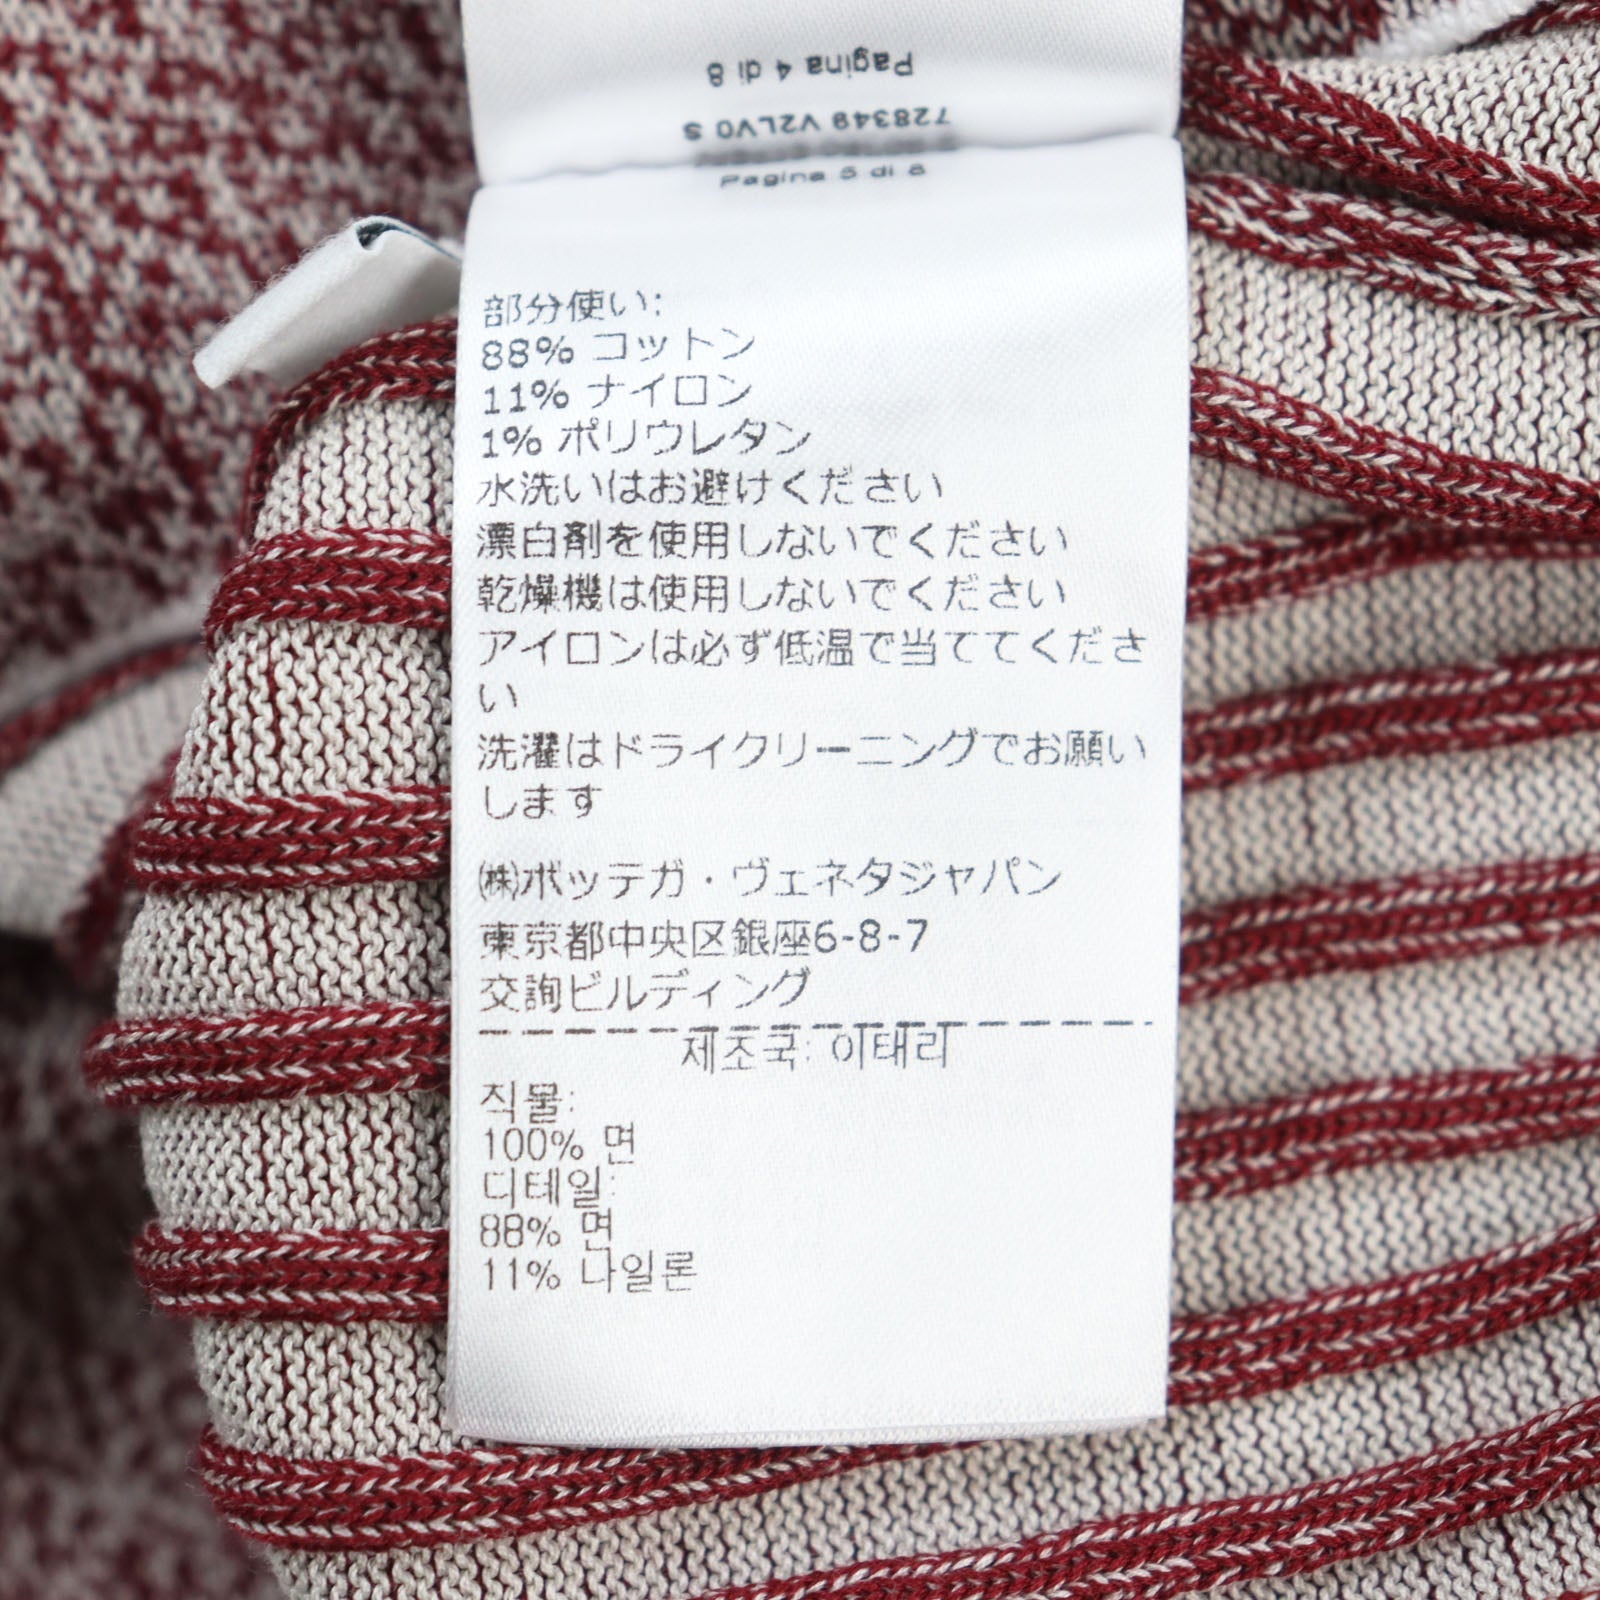 Pagina 4 di 8
728349 V2LV0 S
Pagina 5 di 8
部分使い:
88% コットン
11% ナイロン
1% ポリウレタン
水洗いはお避けください
漂白剤を使用しないでください
乾燥機は使用しないでください
アイロンは必ず低温で当ててくださ
い
洗濯はドライクリーニングでお願い
します
㈱ボッテガ・ヴェネタジャパン
東京都中央区銀座6-8-7
交詢ビルディング
제조국: 이태리
직물:
100% 면
디테일:
88% 면
11% 나일론